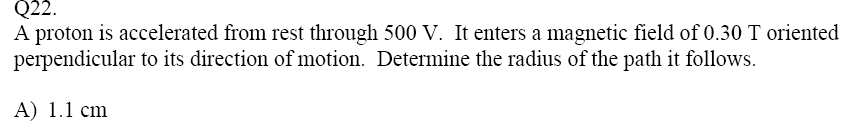 Q22.
A proton is accelerated from rest through 500 V. It enters a magnetic field of 0.30 T oriented
perpendicular to its direction of motion. Determine the radius of the path it follows.
A) 1.1 cm